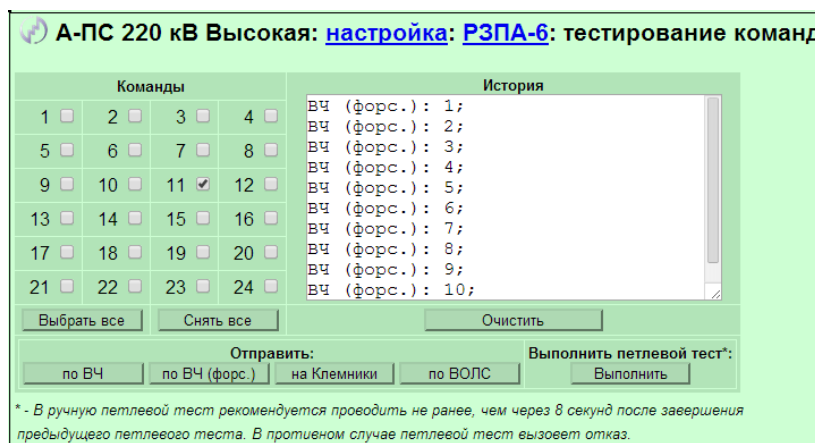 А-ПС 220 кВ Высокая: настройка: РЗПА-6: тестирование команд
Команды
История
1 2 3 4
5 6 7 8
9 10 11 12
13 14 15 16
17 18 19 20
21 22 23 24
ВЧ (форс.): 1;
ВЧ (форс.): 2;
ВЧ (форс.): 3;
ВЧ (форс.): 4;
ВЧ (форс.): 5;
ВЧ (форс.): 6;
ВЧ (форс.): 7;
ВЧ (форс.): 8;
ВЧ (форс.): 9;
ВЧ (форс.): 10;
Выбрать все Снять все Очистить
Отправить: Выполнить петлевой тест*:
по ВЧ по ВЧ (форс.) на Клемники по ВОЛС Выполнить
* - В ручную петлевой тест рекомендуется проводить не ранее, чем через 8 секунд после завершения
предыдущего петлевого теста. В противном случае петлевой тест вызовет отказ.